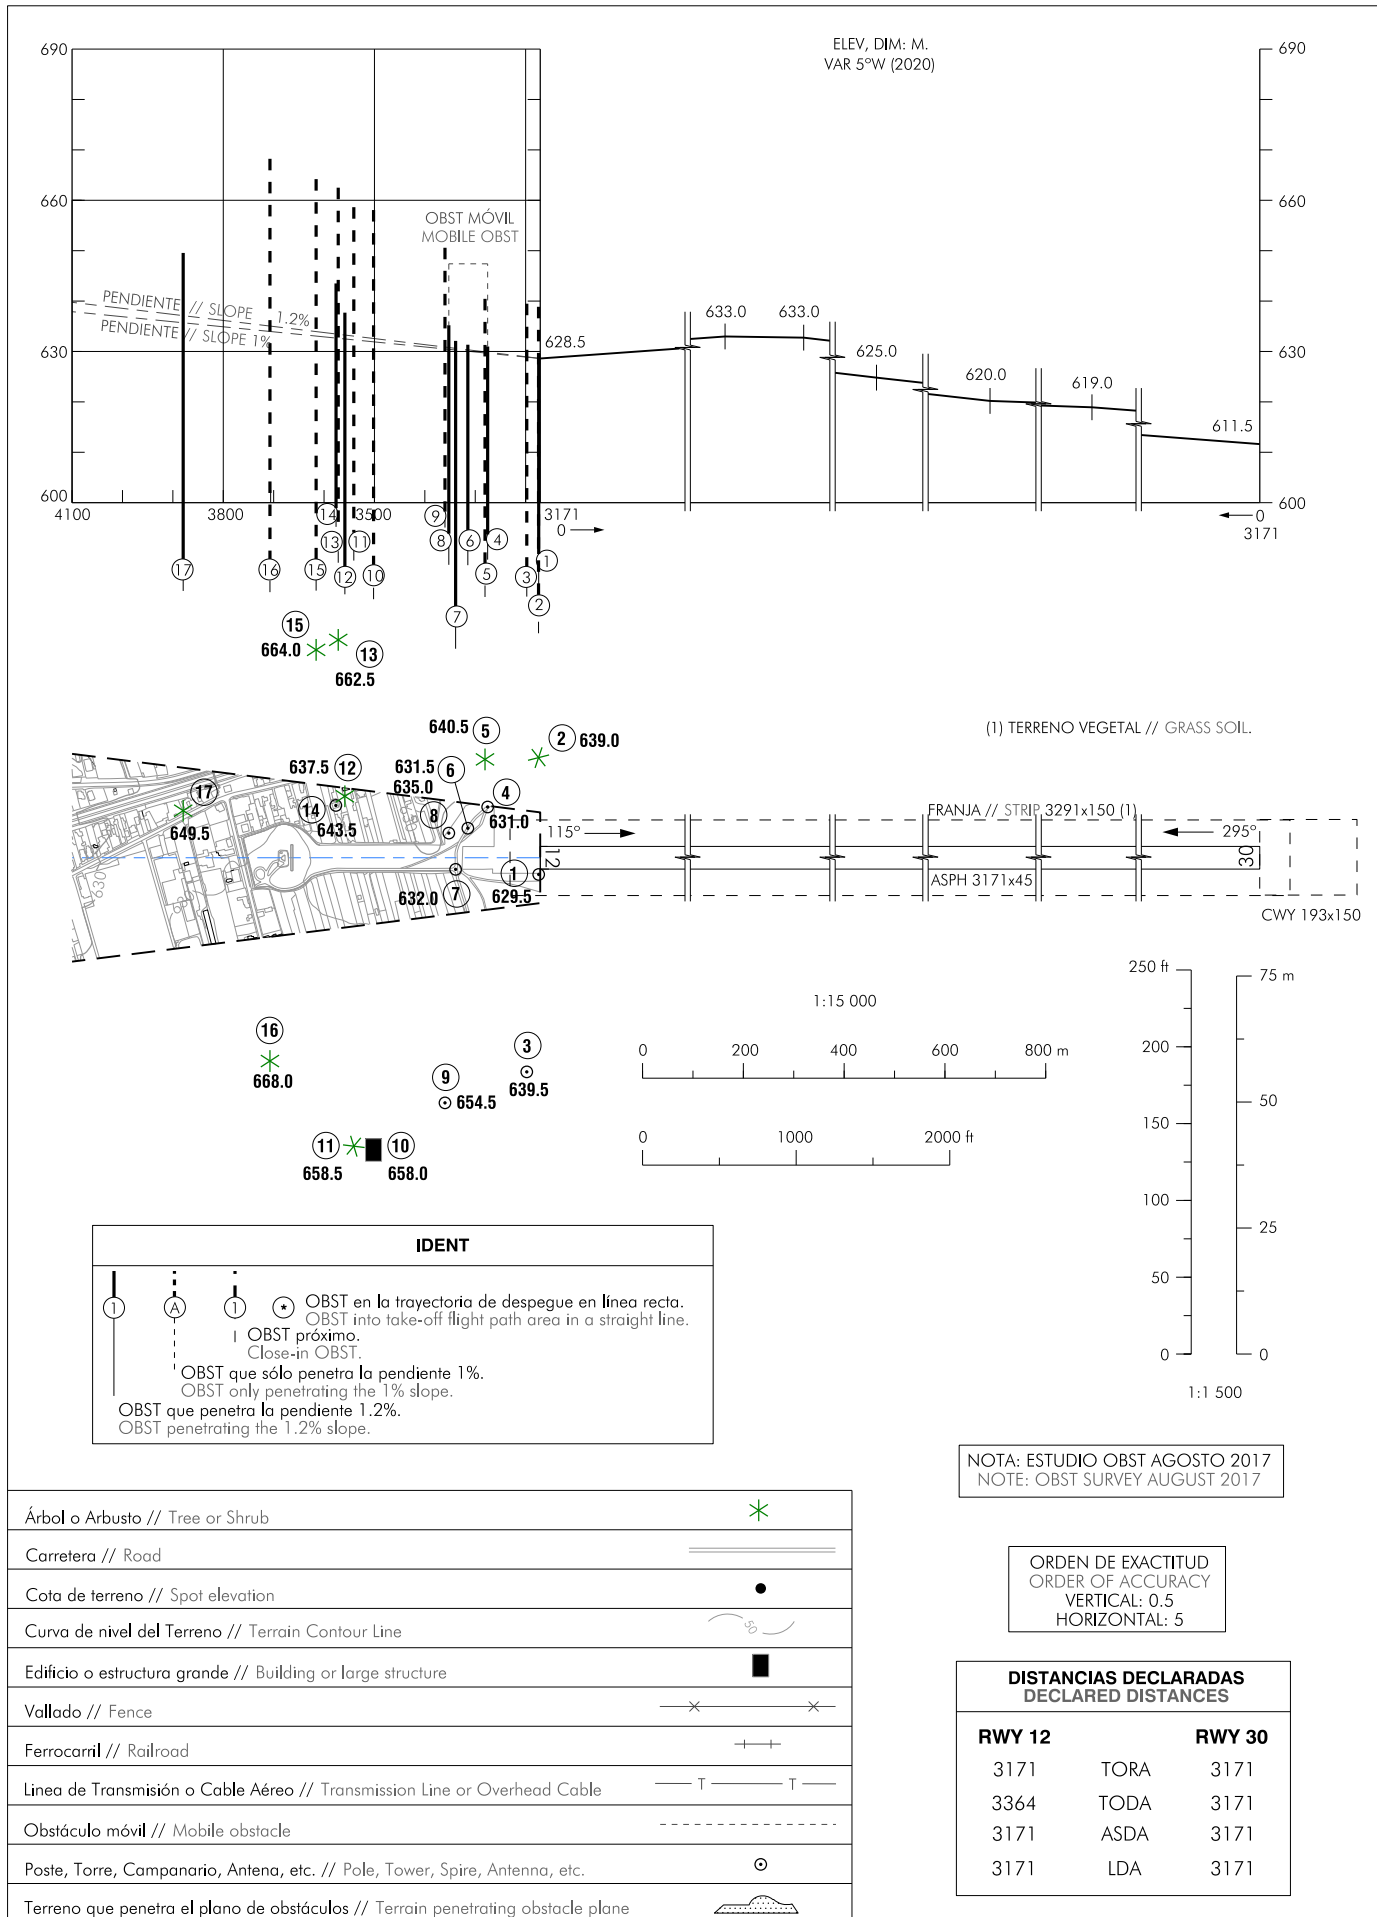 ELEV, DIM: M.
VAR 5ºW (2020)
690
690
660
660
OBST MÓVIL
MOBILE OBST
PENDIENTE // SLOPE 1.2%
PENDIENTE // SLOPE 1%
630
628.5
633.0
633.0
625.0
620.0
619.0
611.5
630
600
600
4100
3800
3500
3171
0
0
3171
17
16
15
14
13
12
11
10
9
8
7
6
5
4
3
2
1
15
664.0
13
662.5
640.5
5
2
639.0
(1) TERRENO VEGETAL // GRASS SOIL.
637.5
12
631.5
6
635.0
4
631.0
17
649.5
14
643.5
8
FRANJA // STRIP 3291x150 (1)
115º
295º
12
30
630
7
632.0
1
629.5
ASPH 3171x45
CWY 193x150
16
668.0
9
654.5
3
639.5
11
658.5
10
658.0
1:15 000
0 200 400 600 800 m
0 1000 2000 ft
250 ft
200
150
100
50
0
75 m
50
25
0
1:1 500
IDENT
1
A
1
*
OBST en la trayectoria de despegue en línea recta.
OBST into take-off flight path area in a straight line.
OBST próximo.
Close-in OBST.
OBST que sólo penetra la pendiente 1%.
OBST only penetrating the 1% slope.
OBST que penetra la pendiente 1.2%.
OBST penetrating the 1.2% slope.
NOTA: ESTUDIO OBST AGOSTO 2017
NOTE: OBST SURVEY AUGUST 2017
Árbol o Arbusto // Tree or Shrub
Carretera // Road
Cota de terreno // Spot elevation
Curva de nivel del Terreno // Terrain Contour Line
50
Edificio o estructura grande // Building or large structure
Vallado // Fence
Ferrocarril // Railroad
Linea de Transmisión o Cable Aéreo // Transmission Line or Overhead Cable
T T
Obstáculo móvil // Mobile obstacle
Poste, Torre, Campanario, Antena, etc. // Pole, Tower, Spire, Antenna, etc.
Terreno que penetra el plano de obstáculos // Terrain penetrating obstacle plane
ORDEN DE EXACTITUD
ORDER OF ACCURACY
VERTICAL: 0.5
HORIZONTAL: 5
DISTANCIAS DECLARADAS
DECLARED DISTANCES
RWY 12 RWY 30
3171 TORA 3171
3364 TODA 3171
3171 ASDA 3171
3171 LDA 3171